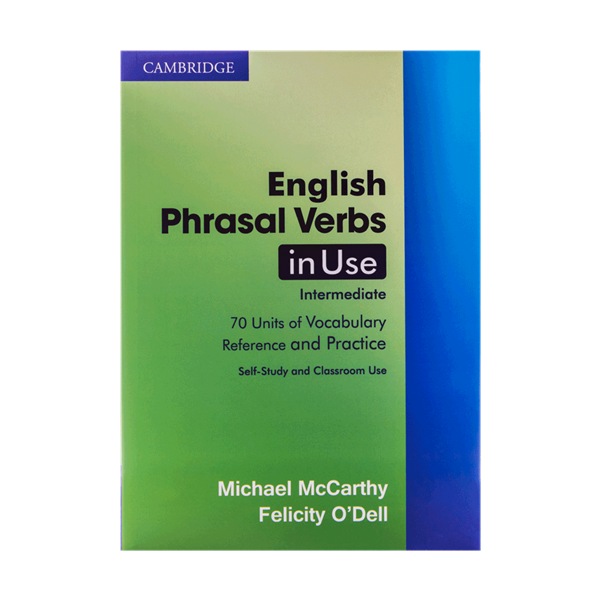 CAMBRIDGE
English
Phrasal Verbs
in Use
Intermediate
70 Units of Vocabulary
Reference and Practice
Self-Study and Classroom Use
Michael McCarthy
Felicity O'Dell